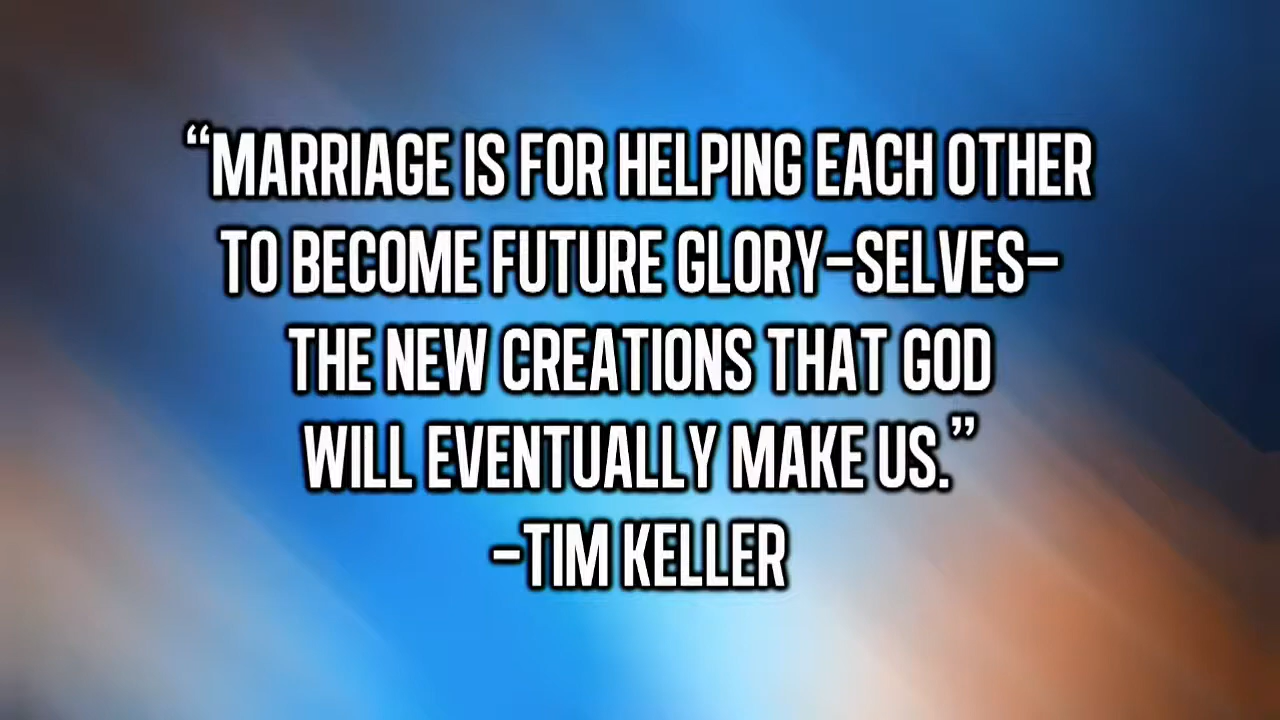 “MARRIAGE IS FOR HELPING EACH OTHER
TO BECOME FUTURE GLORY-SELVES-
THE NEW CREATIONS THAT GOD
WILL EVENTUALLY MAKE US.”
-TIM KELLER